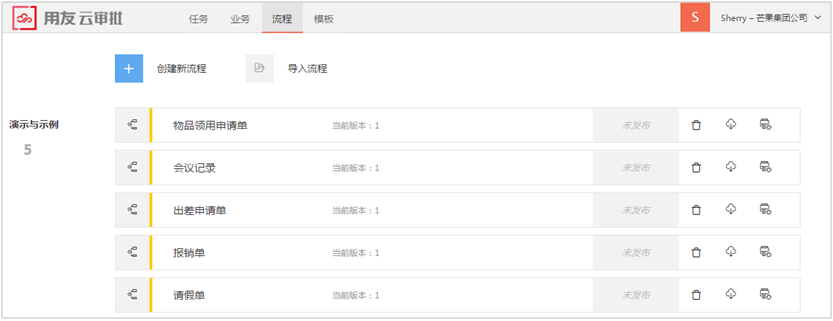 用友 云审批 任务 业务 流程 模板 S Sherry – 芒果集团公司
创建新流程 导入流程
演示与示例
5
物品领用申请单 当前版本：1 未发布
会议记录 当前版本：1 未发布
出差申请单 当前版本：1 未发布
报销单 当前版本：1 未发布
请假单 当前版本：1 未发布